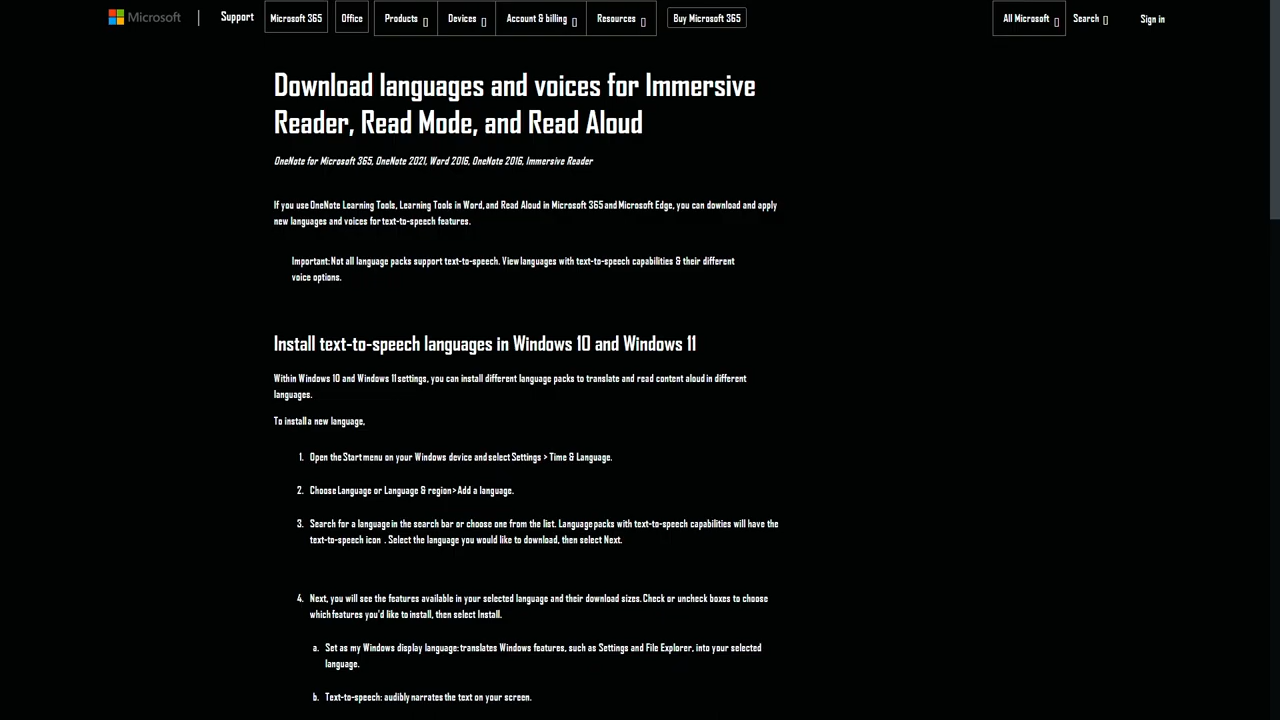 Microsoft | Support Microsoft 365 Office Products Devices Account & billing Resources Buy Microsoft 365 All Microsoft Search Sign in
Download languages and voices for Immersive
Reader, Read Mode, and Read Aloud
OneNote for Microsoft 365, OneNote 2021, Word 2016, OneNote 2016, Immersive Reader
If you use OneNote Learning Tools, Learning Tools in Word, and Read Aloud in Microsoft 365 and Microsoft Edge, you can download and apply
new languages and voices for text-to-speech features.
Important: Not all language packs support text-to-speech. View languages with text-to-speech capabilities & their different
voice options.
Install text-to-speech languages in Windows 10 and Windows 11
Within Windows 10 and Windows 11 settings, you can install different language packs to translate and read content aloud in different
languages.
To install a new language,
1. Open the Start menu on your Windows device and select Settings > Time & Language.
2. Choose Language or Language & region > Add a language.
3. Search for a language in the search bar or choose one from the list. Language packs with text-to-speech capabilities will have the
text-to-speech icon . Select the language you would like to download, then select Next.
4. Next, you will see the features available in your selected language and their download sizes. Check or uncheck boxes to choose
which features you'd like to install, then select Install.
a. Set as my Windows display language: translates Windows features, such as Settings and File Explorer, into your selected
language.
b. Text-to-speech: audibly narrates the text on your screen.